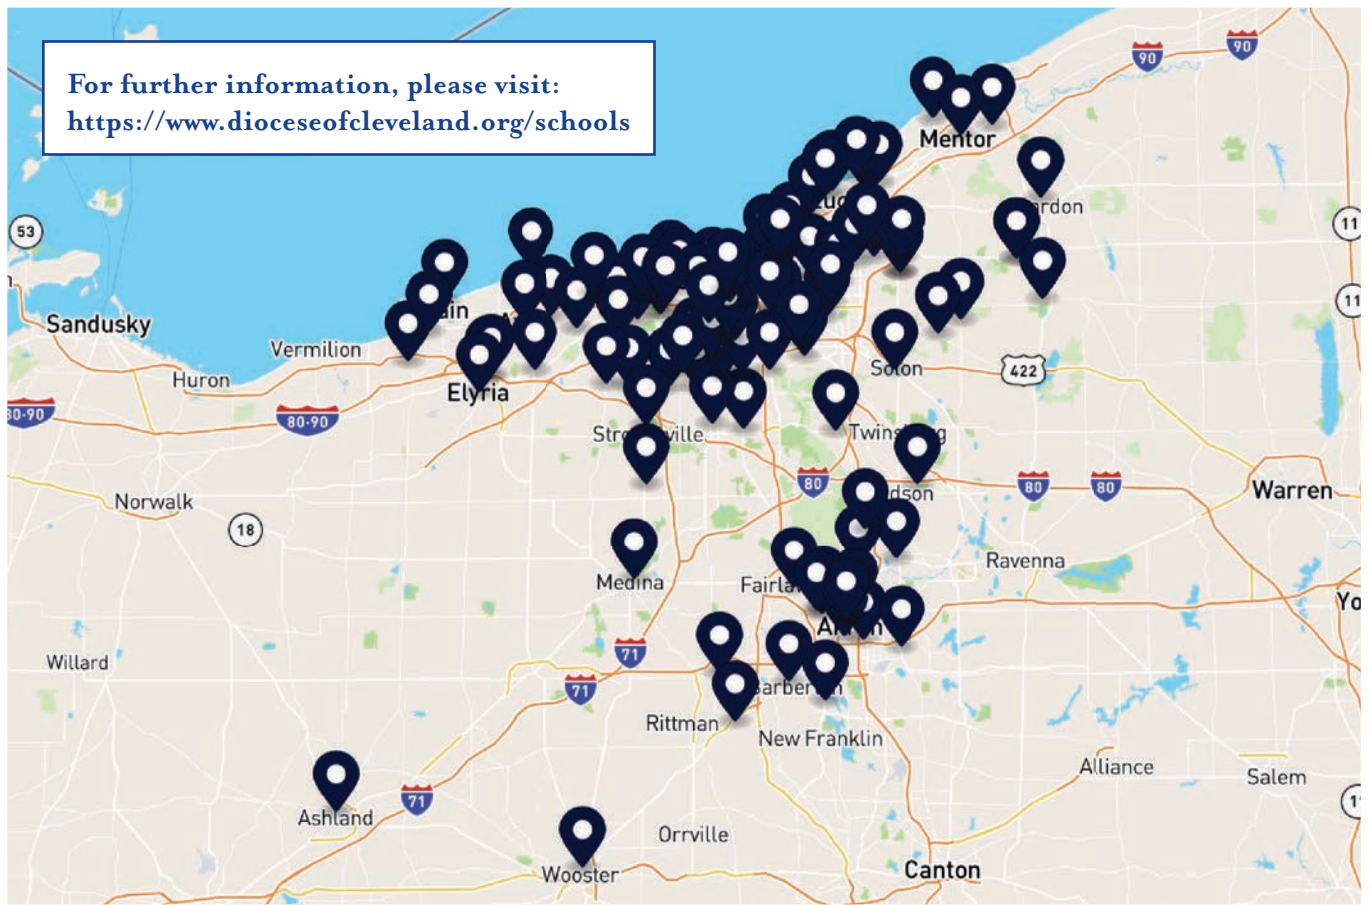 For further information, please visit:
https://www.dioceseofcleveland.org/schools
90
90
Mentor
53
11
Sandusky
Vermilion
11
Huron
Elyria
Solon
422
80-90
80-90
Norwalk
18
80
80
80
Warren
Ravenna
Medina
Willard
71
71
Rittman
New Franklin
71
Ashland
Alliance
Salem
Orrville
Wooster
Canton